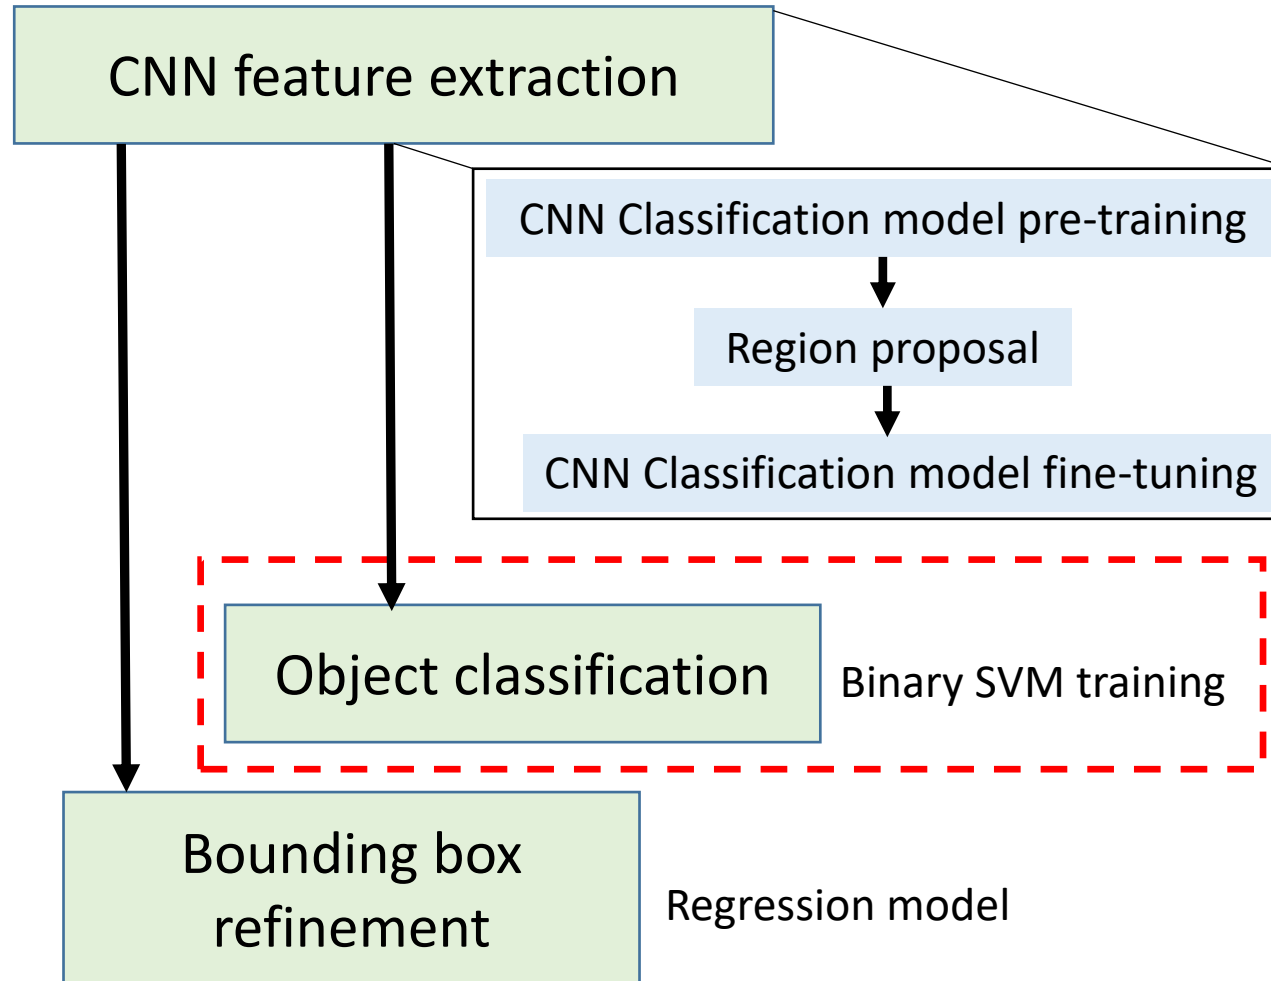 CNN feature extraction
CNN Classification model pre-training
Region proposal
CNN Classification model fine-tuning
Object classification
Binary SVM training
Bounding box
refinement
Regression model